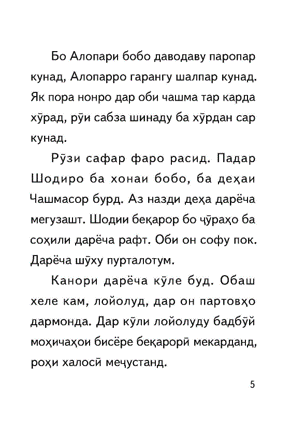 Бо Алопари бобо даводаву паропар
кунад, Алопарро гарангу шалпар кунад.
Як пора нонро дар оби чашма тар карда
хӯрад, рӯи сабза шинаду ба хӯрдан сар
кунад.
Рӯзи сафар фаро расид. Падар
Шодиро ба хонаи бобо, ба деҳаи
Чашмасор бурд. Аз назди деҳа дарёча
мегузашт. Шодии беқарор бо ҷӯраҳо ба
соҳили дарёча рафт. Оби он софу пок.
Дарёча шӯху пурталотум.
Канори дарёча кӯле буд. Обаш
хеле кам, лойолуд, дар он партовҳо
дармонда. Дар кӯли лойолуду бадбӯй
моҳичаҳои бисёре беқарорӣ мекарданд,
роҳи халосӣ меҷустанд.
5